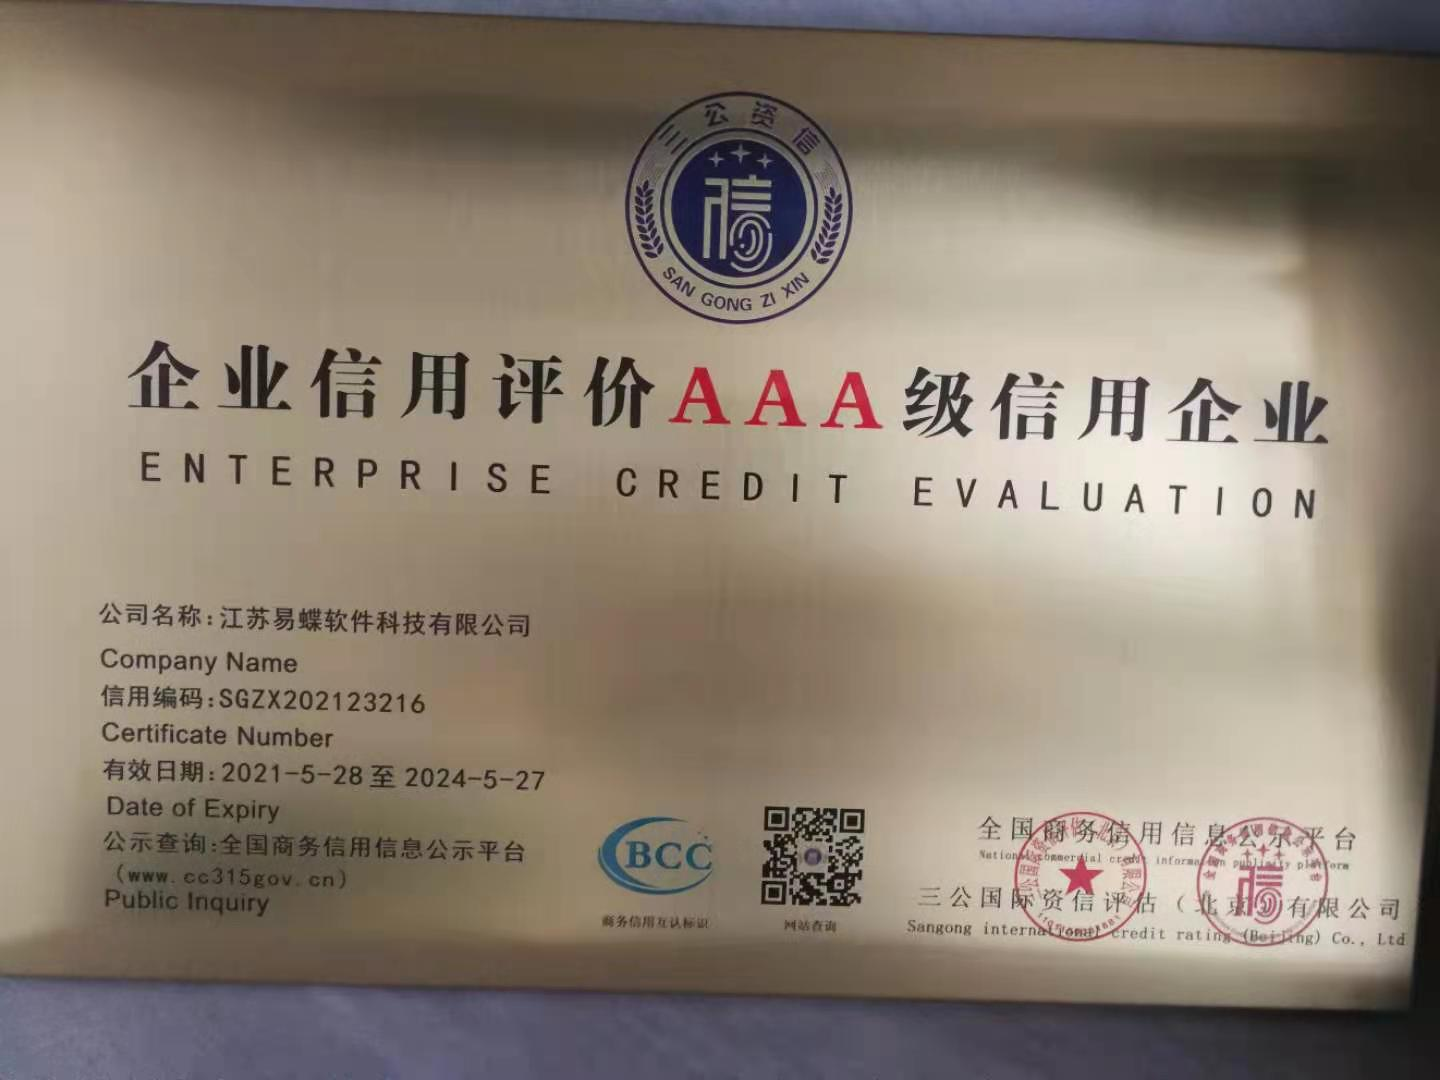 三公资信
信
SAN GONG ZI XIN
企业信用评价AAA级信用企业
ENTERPRISE CREDIT EVALUATION
公司名称:江苏易蝶软件科技有限公司
Company Name
信用编码:SGZX202123216
Certificate Number
有效日期:2021-5-28至2024-5-27
Date of Expiry
公示查询:全国商务信用信息公示平台
(www.cc315gov.cn)
Public Inquiry
BCC
商务信用互认标识
网站查询
全国商务信用信息公示平台
National commercial credit information publicity platform
三公国际资信评估（北京）有限公司
Sangong international credit rating (Beijing) Co., Ltd